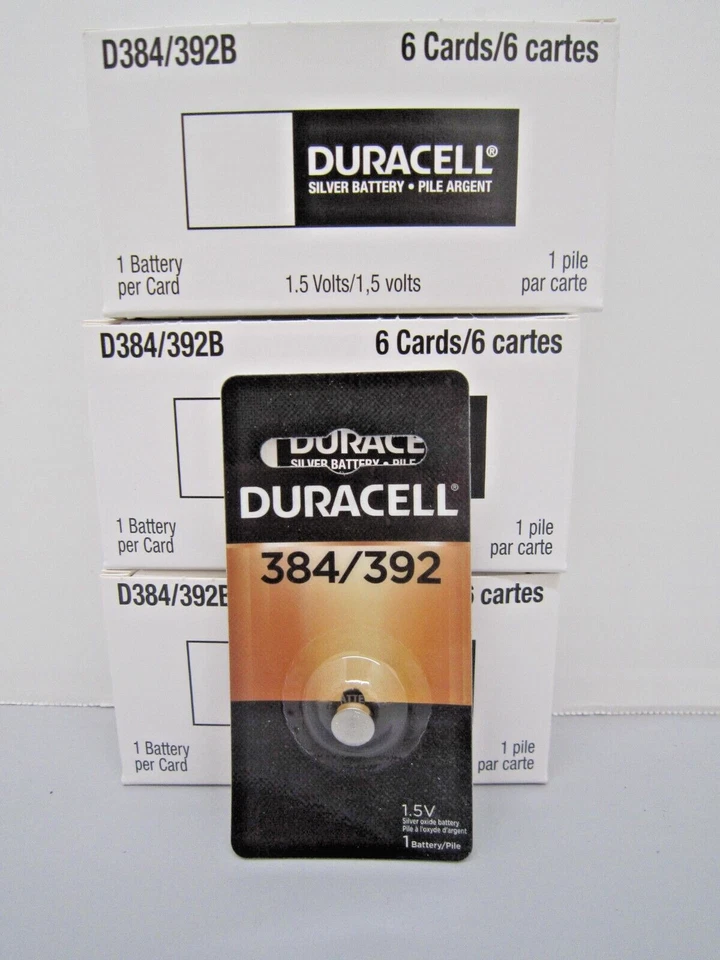 D384/392B 6 Cards/6 cartes
DURACELL®
SILVER BATTERY • PILE ARGENT
1 Battery
per Card
1.5 Volts/1,5 volts
1 pile
par carte
D384/392B 6 Cards/6 cartes
1 Battery
per Card
1 pile
par carte
D384/392B cartes
1 Battery
per Card
1 pile
par carte
DURACE
SILVER BATTERY • PILE
DURACELL®
384/392
1.5V
Silver oxide battery
Pile à l'oxyde d'argent
1 Battery/Pile